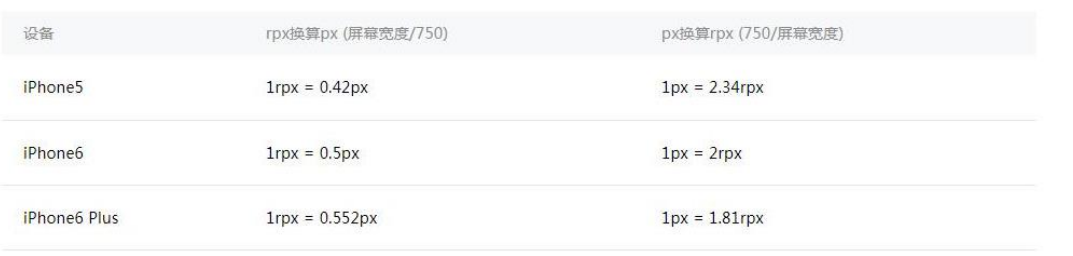 设备 rpx换算px (屏幕宽度/750) px换算rpx (750/屏幕宽度)
iPhone5 1rpx = 0.42px 1px = 2.34rpx
iPhone6 1rpx = 0.5px 1px = 2rpx
iPhone6 Plus 1rpx = 0.552px 1px = 1.81rpx